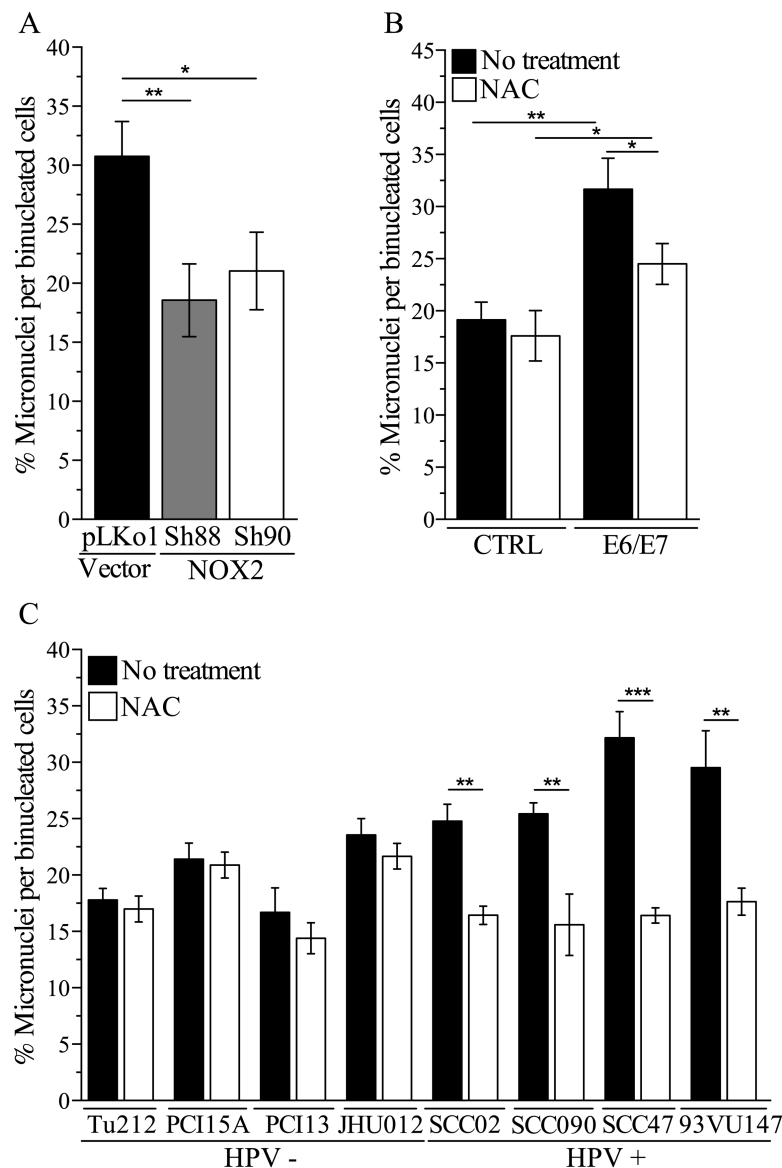 A
% Micronuclei per binucleated cells
40
35
30
25
20
15
10
5
0
*
**
pLKo1 Sh88 Sh90
Vector NOX2
B
% Micronuclei per binucleated cells
45
40
35
30
25
20
15
10
5
0
No treatment
NAC
**
*
*
CTRL E6/E7
C
% Micronuclei per binucleated cells
40
35
30
25
20
15
10
5
0
No treatment
NAC
**
**
***
**
Tu212 PCI15A PCI13 JHU012 SCC02 SCC090 SCC47 93VU147
HPV - HPV +